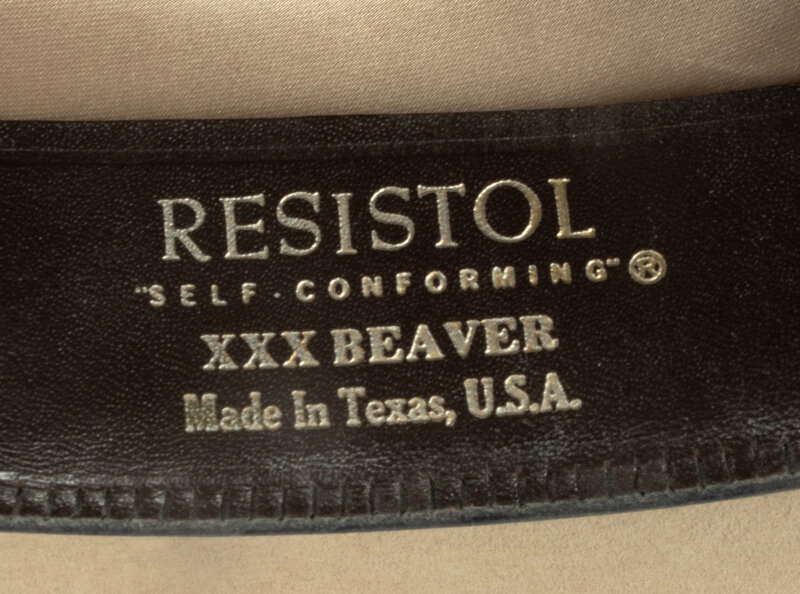 RESISTOL
"SELF-CONFORMING"®
XXX BEAVER
Made In Texas, U.S.A.